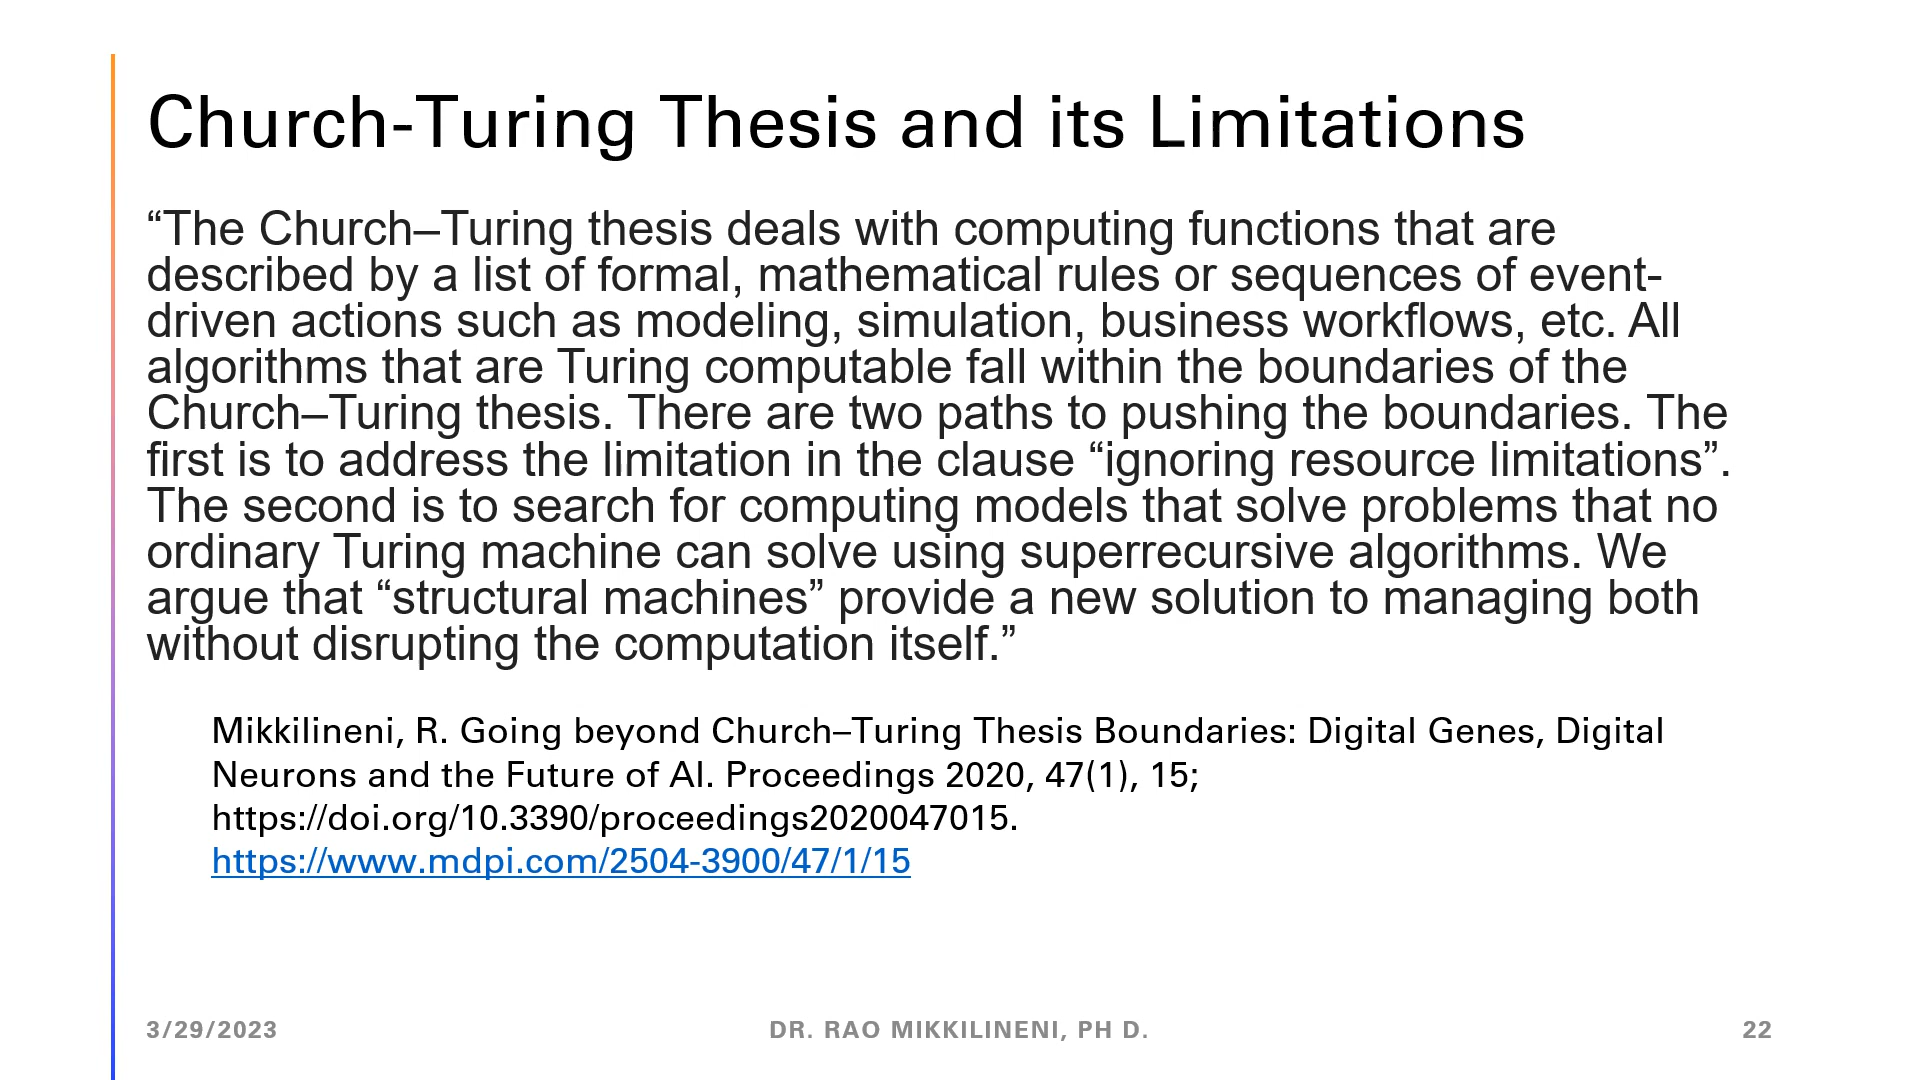 Church-Turing Thesis and its Limitations
“The Church–Turing thesis deals with computing functions that are
described by a list of formal, mathematical rules or sequences of event-
driven actions such as modeling, simulation, business workflows, etc. All
algorithms that are Turing computable fall within the boundaries of the
Church–Turing thesis. There are two paths to pushing the boundaries. The
first is to address the limitation in the clause “ignoring resource limitations”.
The second is to search for computing models that solve problems that no
ordinary Turing machine can solve using superrecursive algorithms. We
argue that “structural machines” provide a new solution to managing both
without disrupting the computation itself.”
Mikkilineni, R. Going beyond Church–Turing Thesis Boundaries: Digital Genes, Digital
Neurons and the Future of AI. Proceedings 2020, 47(1), 15;
https://doi.org/10.3390/proceedings2020047015.
https://www.mdpi.com/2504-3900/47/1/15
3/29/2023
DR. RAO MIKKILINENI, PH D.
22